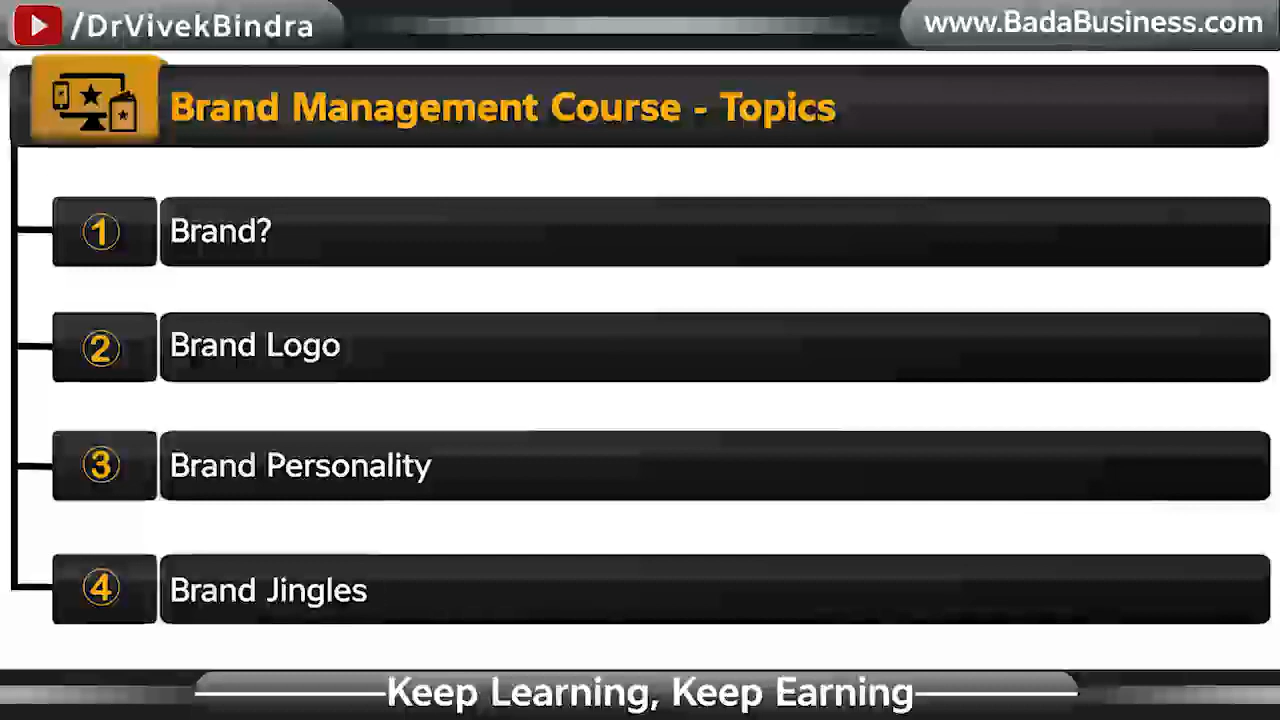 /DrVivekBindra
www.BadaBusiness.com
Brand Management Course - Topics
1 Brand?
2 Brand Logo
3 Brand Personality
4 Brand Jingles
Keep Learning, Keep Earning